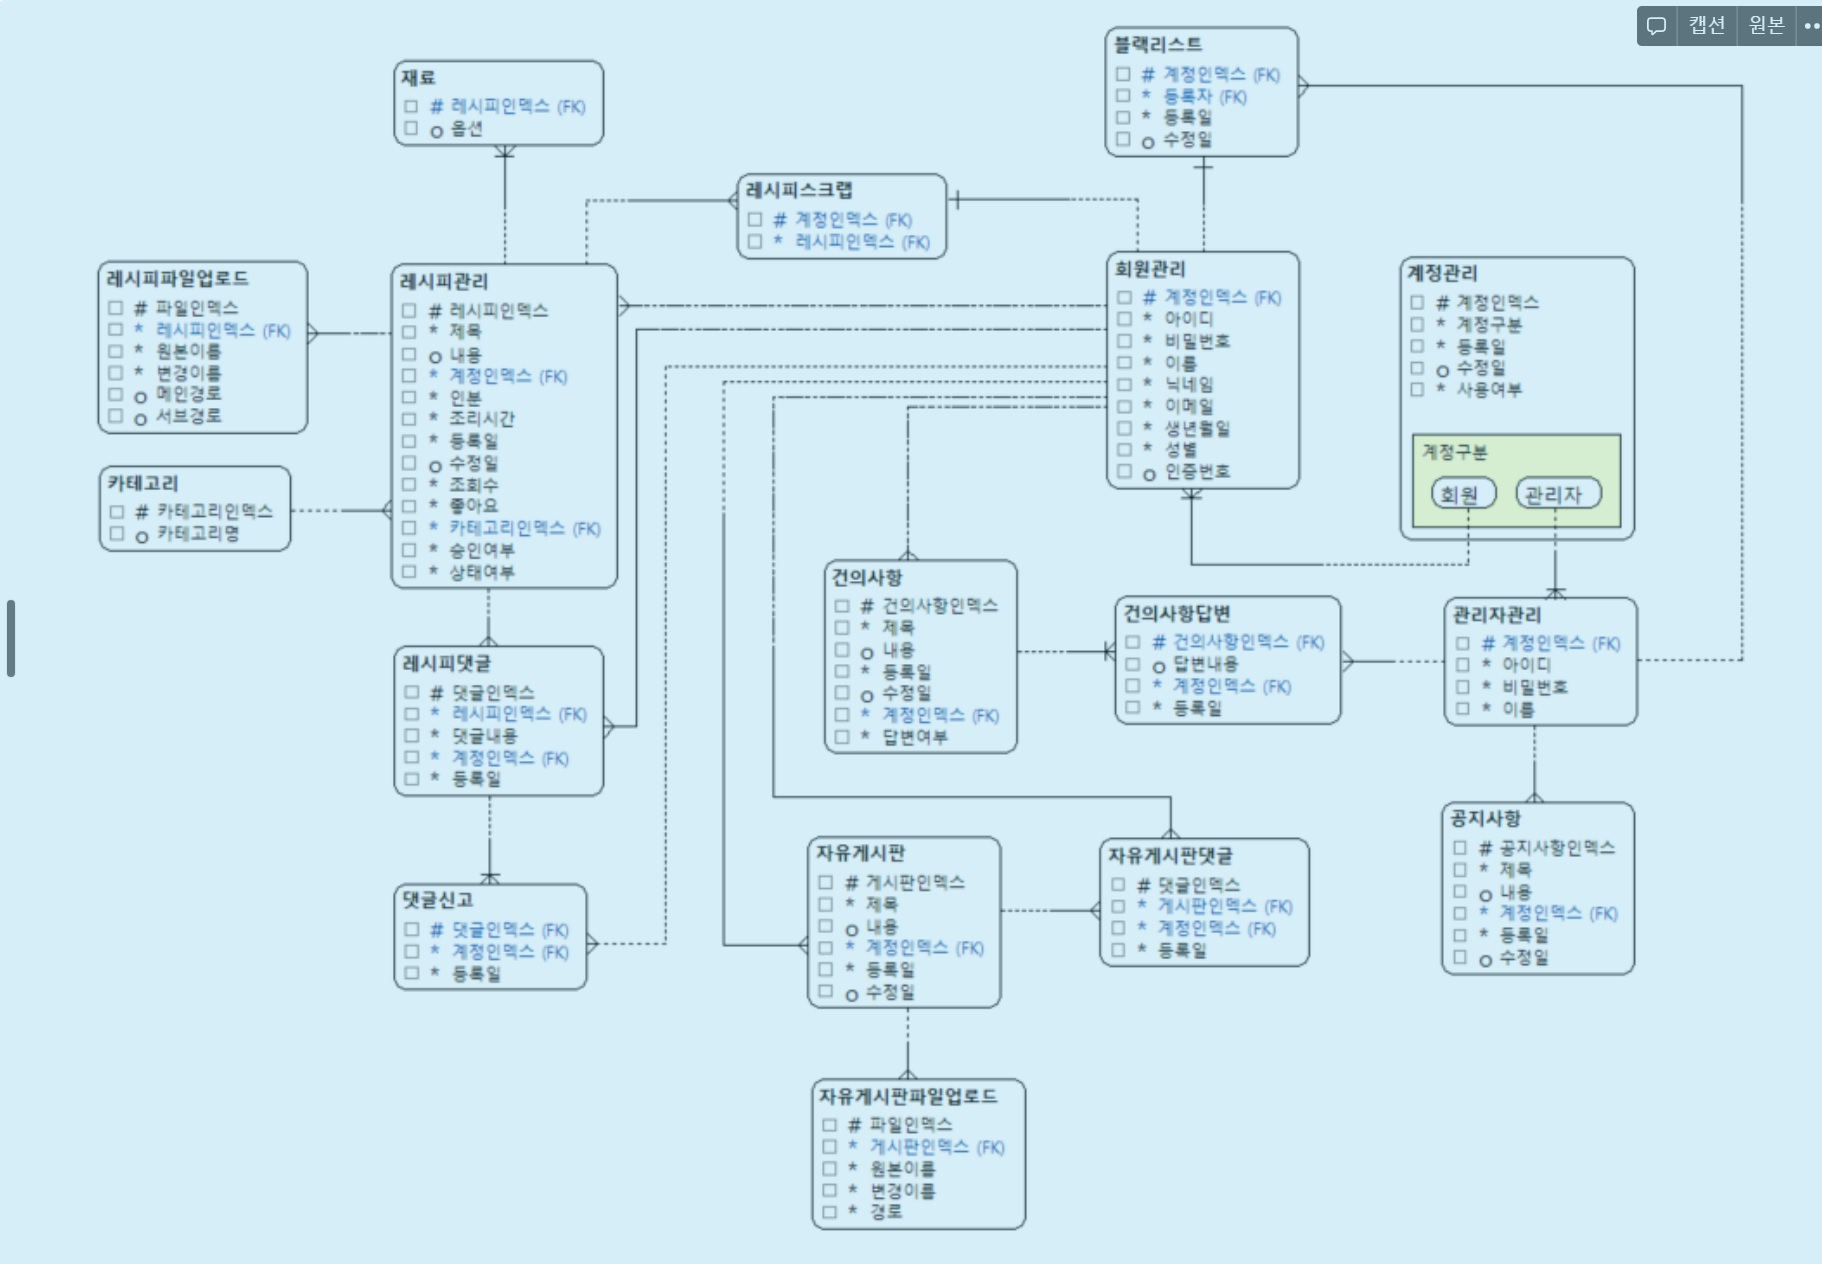 캡션 원본
블랙리스트
# 계정인덱스 (FK)
* 등록자 (FK)
* 등록일
o 수정일
재료
# 레시피인덱스 (FK)
o 옵션
레시피스크랩
# 계정인덱스 (FK)
* 레시피인덱스 (FK)
레시피파일업로드
# 파일인덱스
* 레시피인덱스 (FK)
* 원본이름
* 변경이름
o 메인경로
o 서브경로
레시피관리
# 레시피인덱스
* 제목
o 내용
* 계정인덱스 (FK)
* 인분
* 조리시간
* 등록일
o 수정일
* 조회수
* 좋아요
* 카테고리인덱스 (FK)
* 승인여부
* 상태여부
회원관리
# 계정인덱스 (FK)
* 아이디
* 비밀번호
* 이름
* 닉네임
* 이메일
* 생년월일
* 성별
o 인증번호
계정관리
# 계정인덱스
* 계정구분
* 등록일
o 수정일
* 사용여부
계정구분
회원 관리자
카테고리
# 카테고리인덱스
o 카테고리명
건의사항
# 건의사항인덱스
* 제목
o 내용
* 등록일
o 수정일
* 계정인덱스 (FK)
* 답변여부
건의사항답변
# 건의사항인덱스 (FK)
o 답변내용
* 계정인덱스 (FK)
* 등록일
관리자관리
# 계정인덱스 (FK)
* 아이디
* 비밀번호
* 이름
레시피댓글
# 댓글인덱스
* 레시피인덱스 (FK)
* 댓글내용
* 계정인덱스 (FK)
* 등록일
댓글신고
# 댓글인덱스 (FK)
* 계정인덱스 (FK)
* 등록일
자유게시판
# 게시판인덱스
* 제목
o 내용
* 계정인덱스 (FK)
* 등록일
o 수정일
자유게시판댓글
# 댓글인덱스
* 게시판인덱스 (FK)
* 계정인덱스 (FK)
* 등록일
공지사항
# 공지사항인덱스
* 제목
o 내용
* 계정인덱스 (FK)
* 등록일
o 수정일
자유게시판파일업로드
# 파일인덱스
* 게시판인덱스 (FK)
* 원본이름
* 변경이름
* 경로